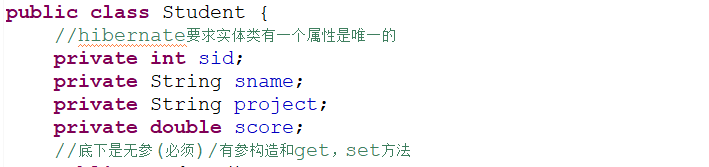 public class Student {
//hibernate要求实体类有一个属性是唯一的
private int sid;
private String sname;
private String project;
private double score;
//底下是无参(必须)/有参构造和get，set方法